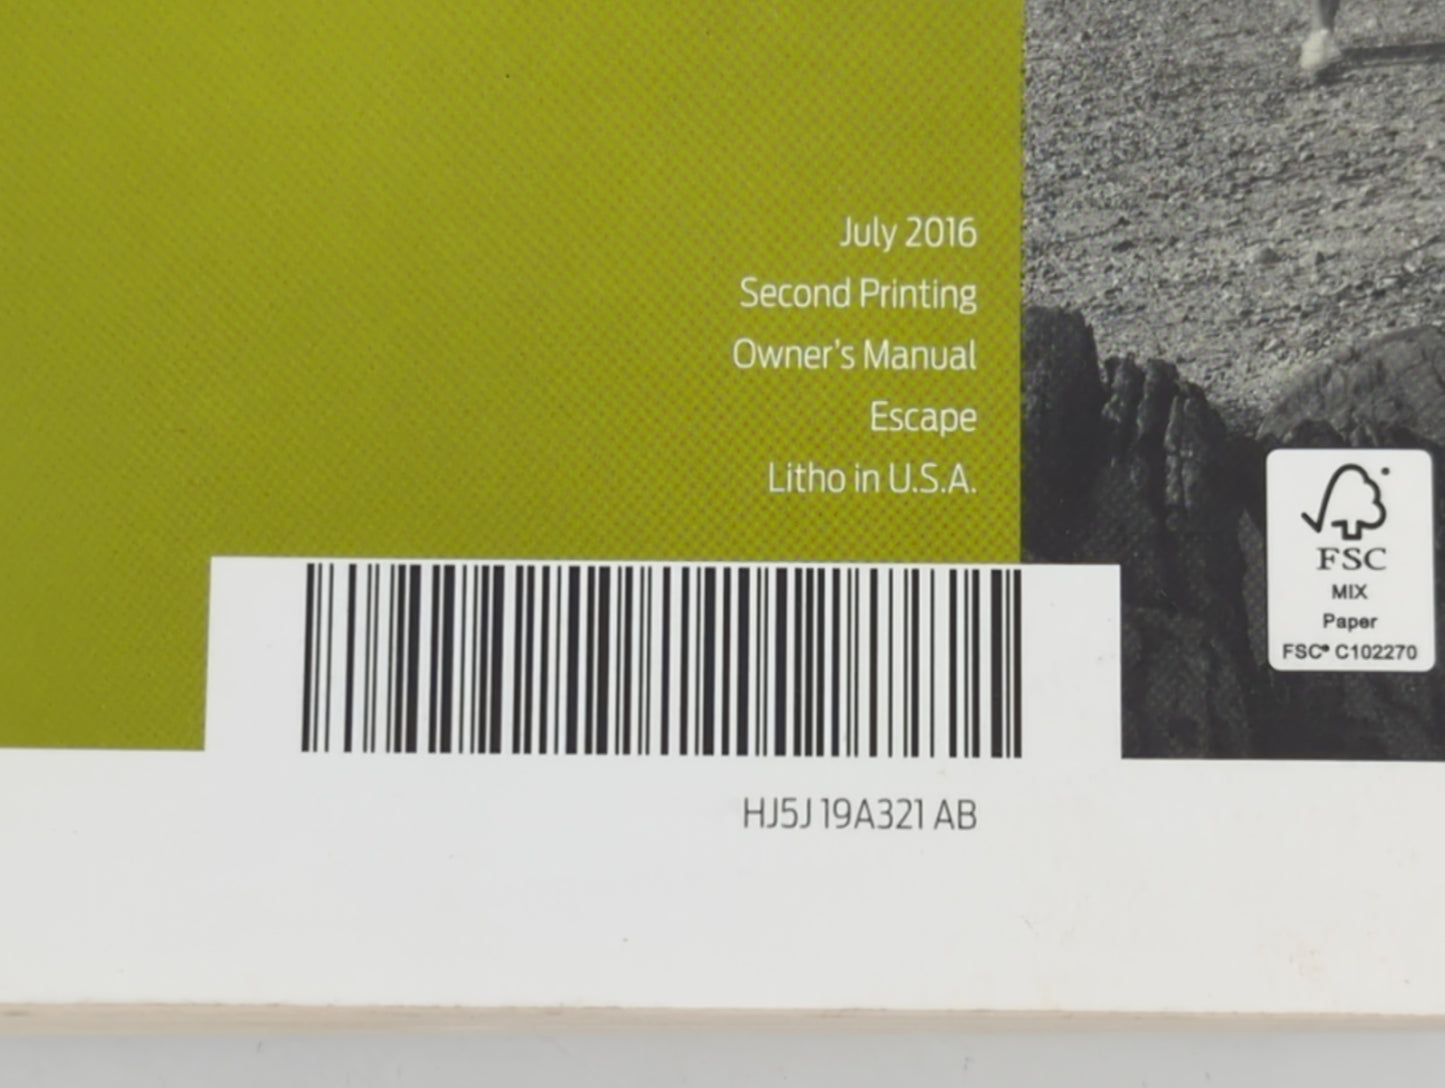 July 2016
Second Printing
Owner's Manual
Escape
Litho in U.S.A.
FSC
MIX
Paper
FSC® C102270
HJ5J 19A321 AB